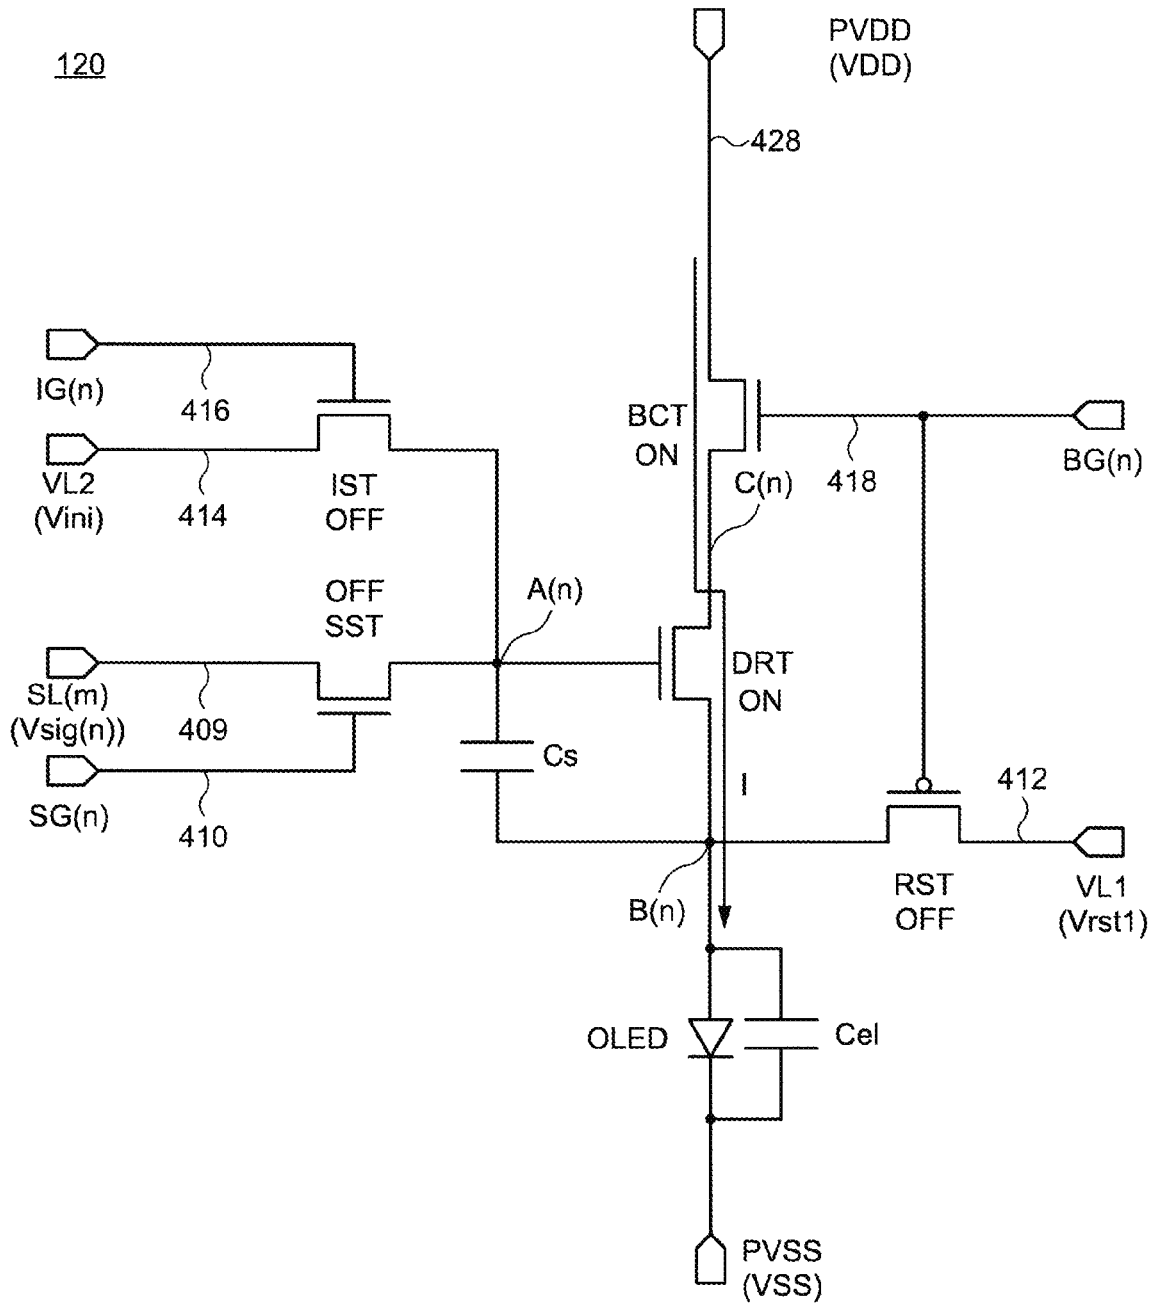 120
PVDD
(VDD)
428
IG(n)
416
VL2
(Vini)
414
IST
OFF
BCT
ON
C(n)
418
BG(n)
OFF
SST
A(n)
SL(m)
(Vsig(n))
409
DRT
ON
SG(n)
410
Cs
I
412
B(n)
RST
OFF
VL1
(Vrst1)
OLED
Cel
PVSS
(VSS)